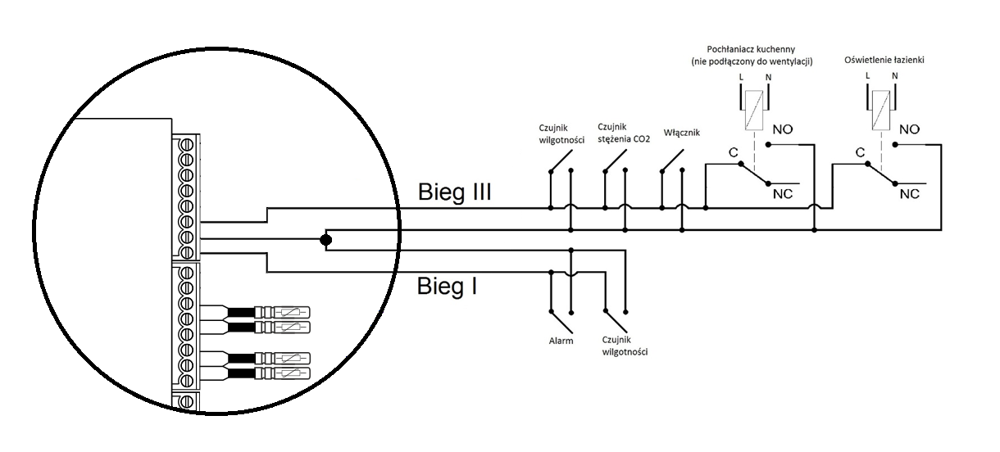 Pochłaniacz kuchenny
(nie podłączony do wentylacji)
L N
Oświetlenie łazienki
L N
Czujnik
wilgotności
Czujnik
stężenia CO2
Włącznik
NO
C
NC
NO
C
NC
Bieg III
Bieg I
Alarm
Czujnik
wilgotności